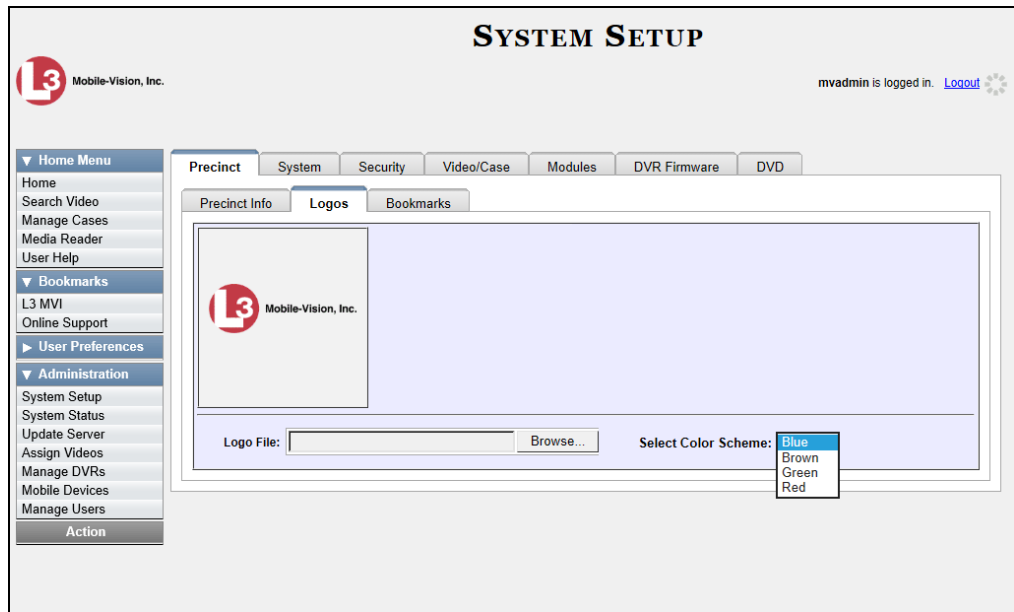 SYSTEM SETUP
L3 Mobile-Vision, Inc.
mvadmin is logged in. Logout
▼ Home Menu
Home
Search Video
Manage Cases
Media Reader
User Help
▼ Bookmarks
L3 MVI
Online Support
▶ User Preferences
▼ Administration
System Setup
System Status
Update Server
Assign Videos
Manage DVRs
Mobile Devices
Manage Users
Action
Precinct System Security Video/Case Modules DVR Firmware DVD
Precinct Info Logos Bookmarks
L3 Mobile-Vision, Inc.
Logo File: Browse... Select Color Scheme: Blue
Brown
Green
Red